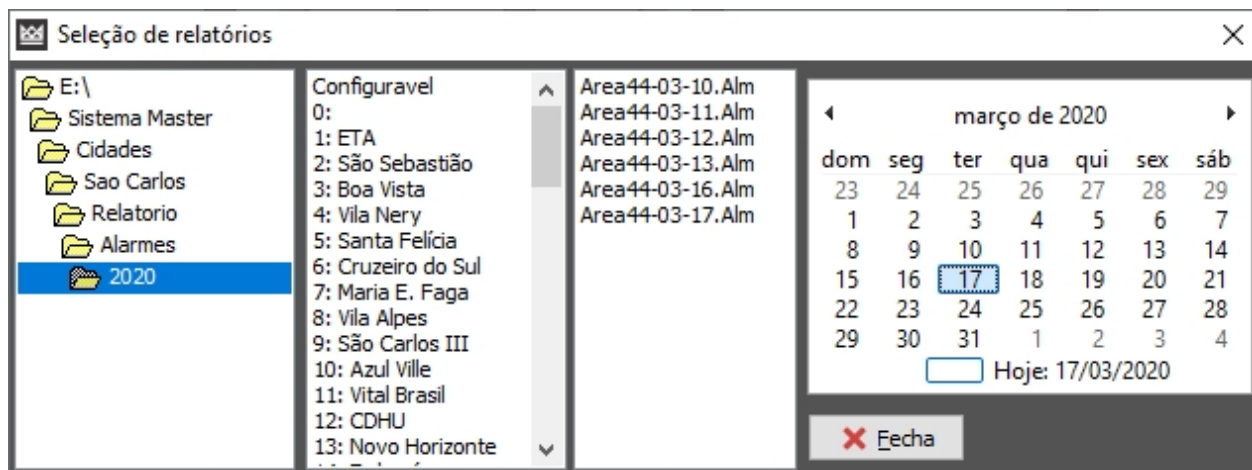 Seleção de relatórios
E:\
Sistema Master
Cidades
Sao Carlos
Relatorio
Alarmes
2020
Configuravel
0:
1: ETA
2: São Sebastião
3: Boa Vista
4: Vila Nery
5: Santa Felícia
6: Cruzeiro do Sul
7: Maria E. Faga
8: Vila Alpes
9: São Carlos III
10: Azul Ville
11: Vital Brasil
12: CDHU
13: Novo Horizonte
Area44-03-10.Alm
Area44-03-11.Alm
Area44-03-12.Alm
Area44-03-13.Alm
Area44-03-16.Alm
Area44-03-17.Alm
março de 2020
dom seg ter qua qui sex sáb
23 24 25 26 27 28 29
1 2 3 4 5 6 7
8 9 10 11 12 13 14
15 16 17 18 19 20 21
22 23 24 25 26 27 28
29 30 31 1 2 3 4
Hoje: 17/03/2020
Fecha